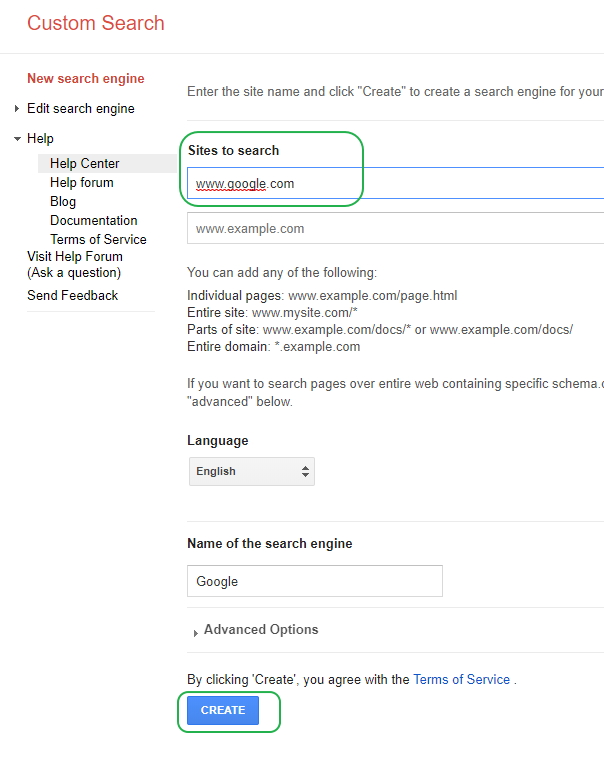 Custom Search
New search engine
Edit search engine
Help
Help Center
Help forum
Blog
Documentation
Terms of Service
Visit Help Forum
(Ask a question)
Send Feedback
Enter the site name and click "Create" to create a search engine for your
Sites to search
www.google.com
www.example.com
You can add any of the following:
Individual pages: www.example.com/page.html
Entire site: www.mysite.com/*
Parts of site: www.example.com/docs/* or www.example.com/docs/
Entire domain: *.example.com
If you want to search pages over entire web containing specific schema.
"advanced" below.
Language
English
Name of the search engine
Google
Advanced Options
By clicking 'Create', you agree with the Terms of Service .
CREATE